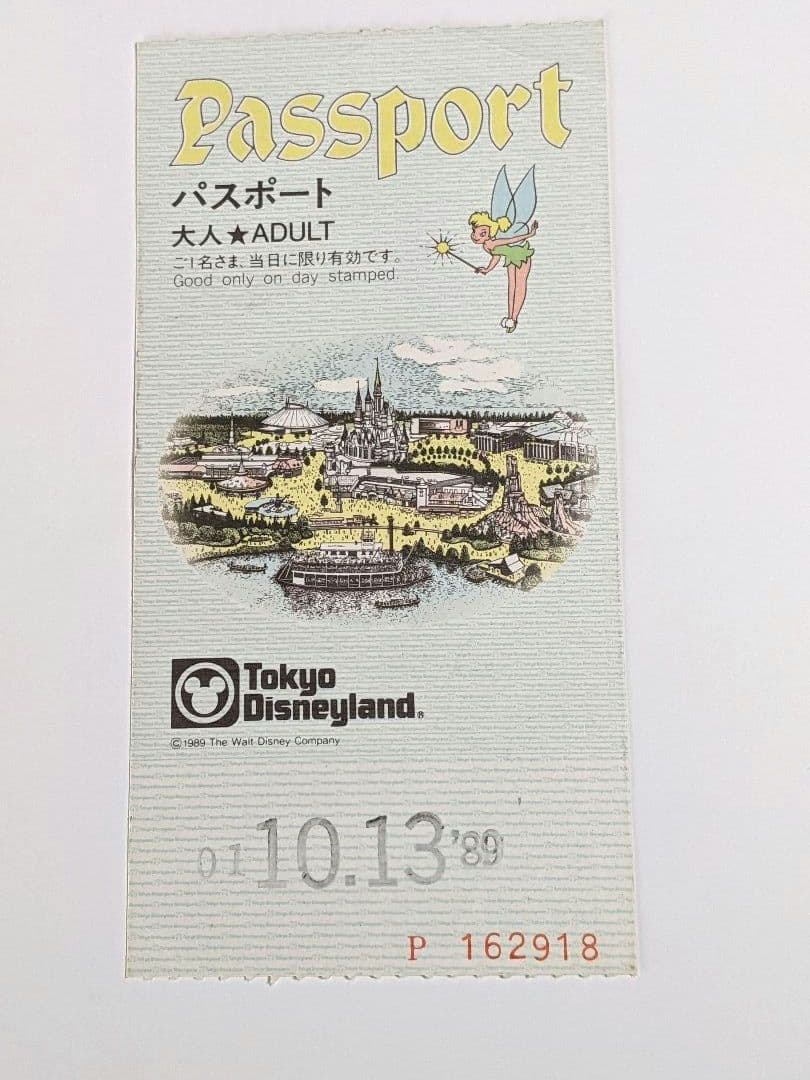 Passport
パスポート
大人★ADULT
ご1名さま、当日に限り有効です。
Good only on day stamped.
Tokyo
Disneyland®
©1989 The Walt Disney Company
01 10.13 '89
P 162918